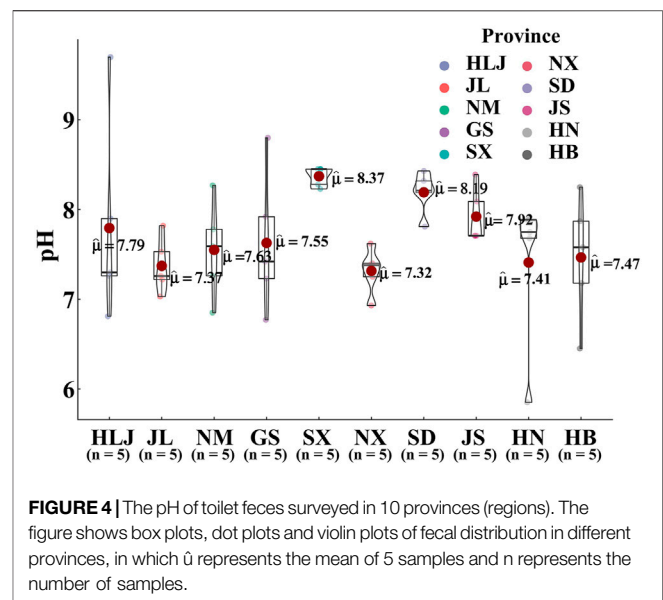 Province
HLJ NX
JL SD
NM JS
GS HN
SX HB
pH
9
8
7
6
μ̂ = 7.79
μ̂ = 7.37
μ̂ = 7.63
μ̂ = 7.55
μ̂ = 8.37
μ̂ = 7.32
μ̂ = 8.19
μ̂ = 7.92
μ̂ = 7.41
μ̂ = 7.47
HLJ JL NM GS SX NX SD JS HN HB
(n = 5) (n = 5) (n = 5) (n = 5) (n = 5) (n = 5) (n = 5) (n = 5) (n = 5) (n = 5)
FIGURE 4 | The pH of toilet feces surveyed in 10 provinces (regions). The
figure shows box plots, dot plots and violin plots of fecal distribution in different
provinces, in which û represents the mean of 5 samples and n represents the
number of samples.